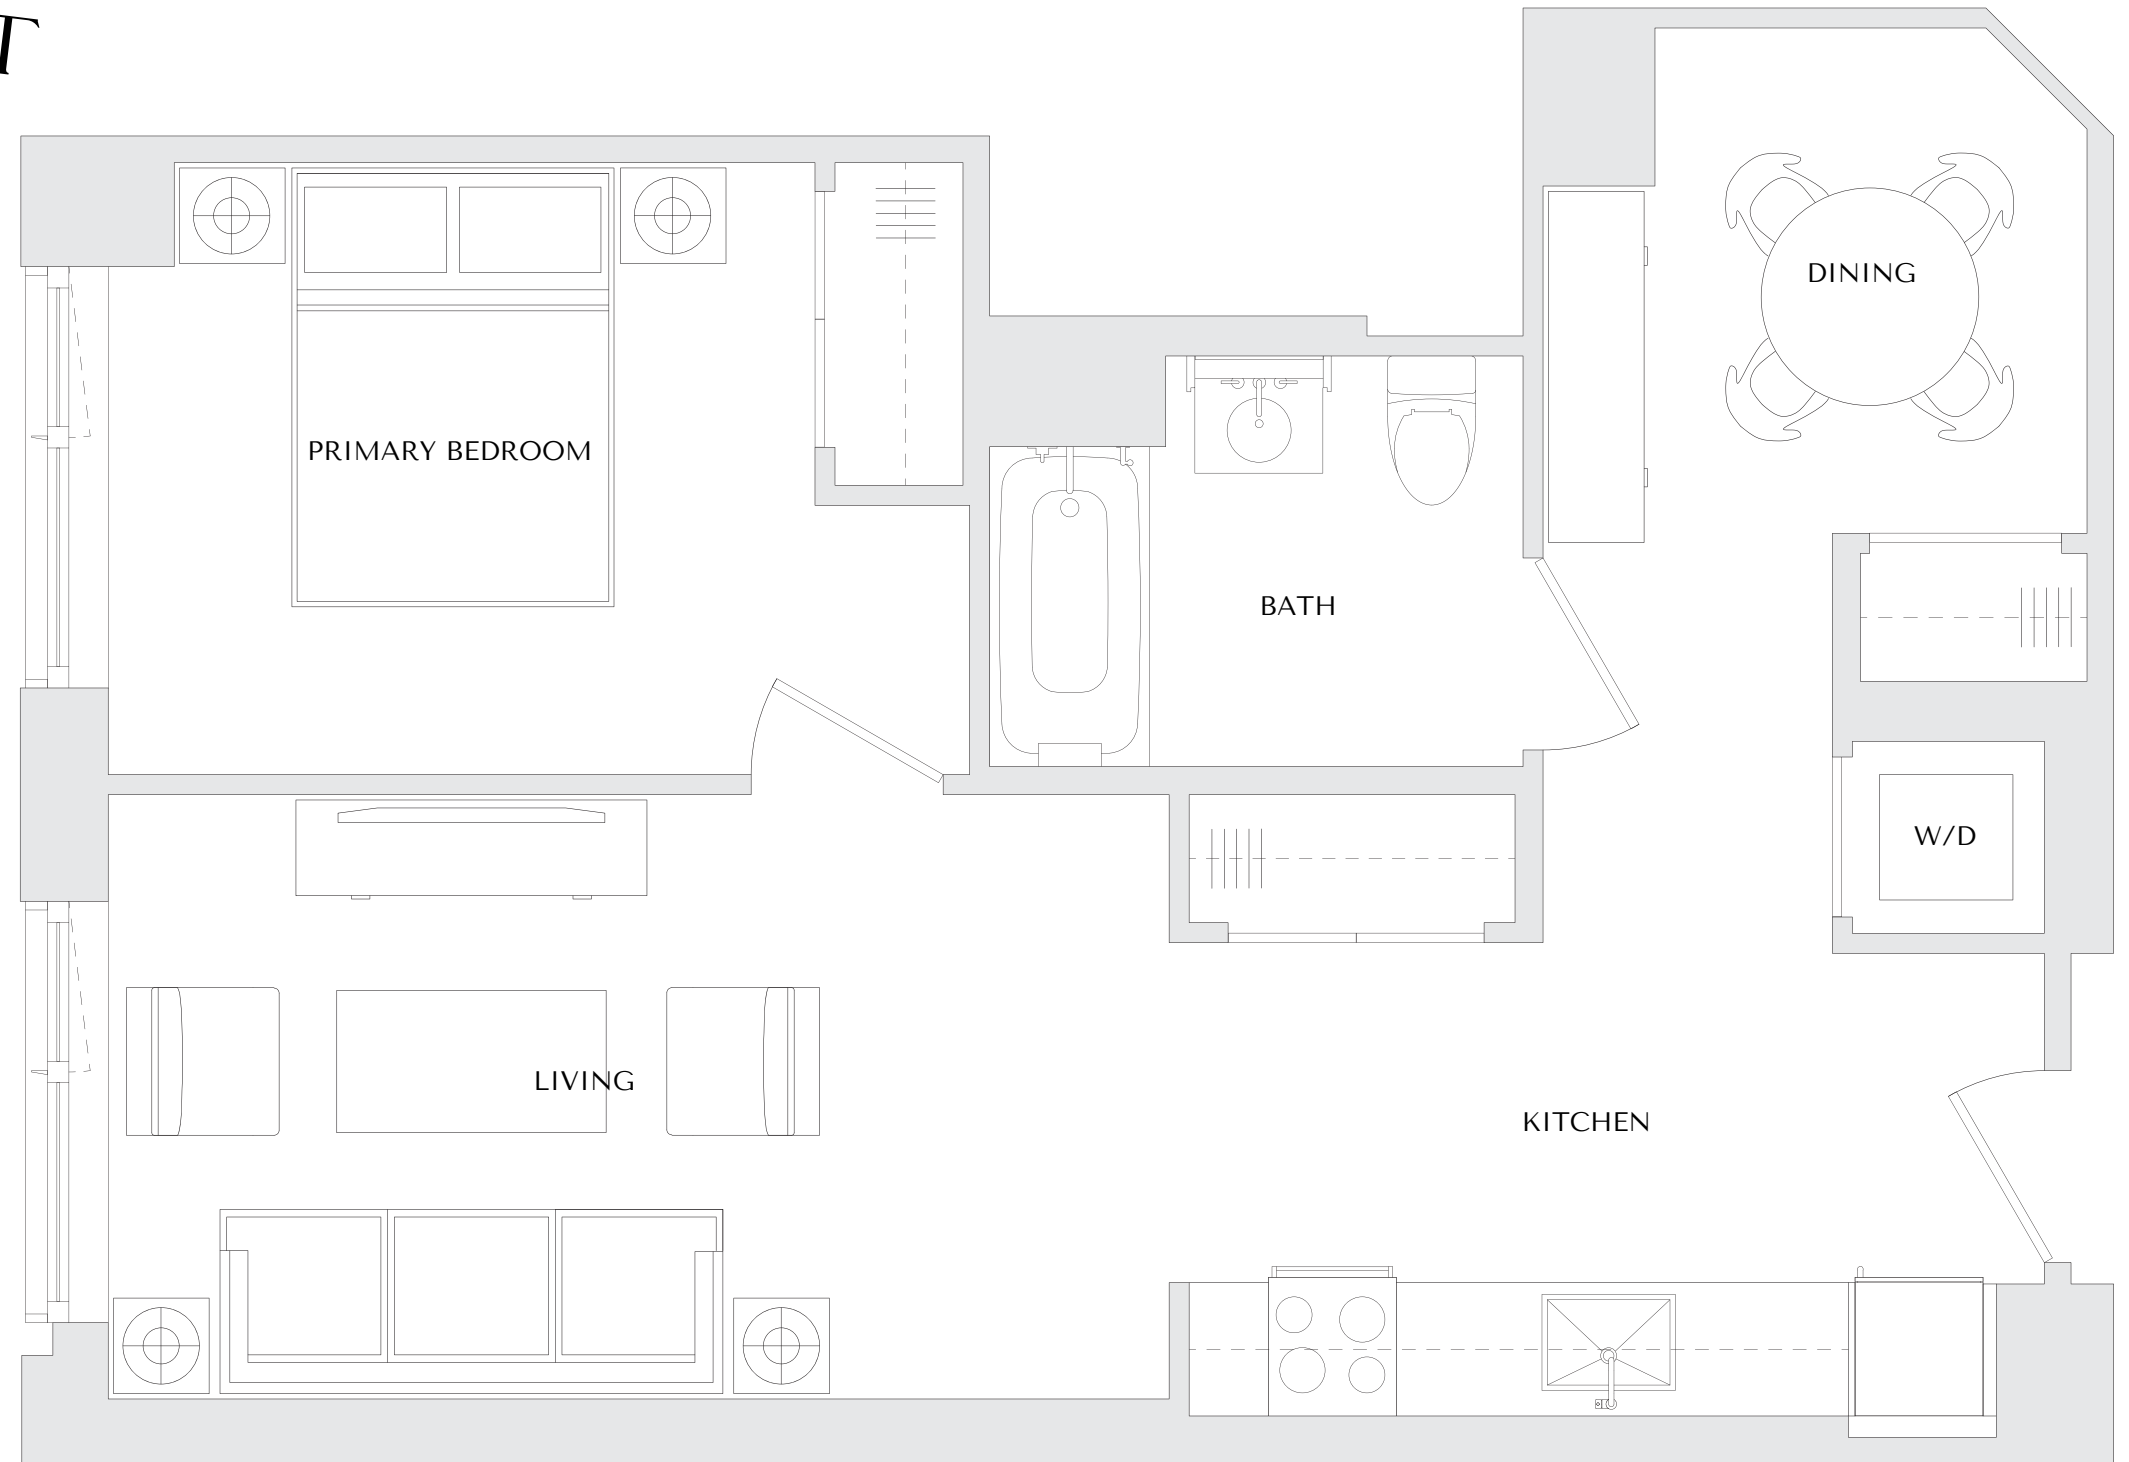 T
DINING
PRIMARY BEDROOM
BATH
W/D
LIVING
KITCHEN